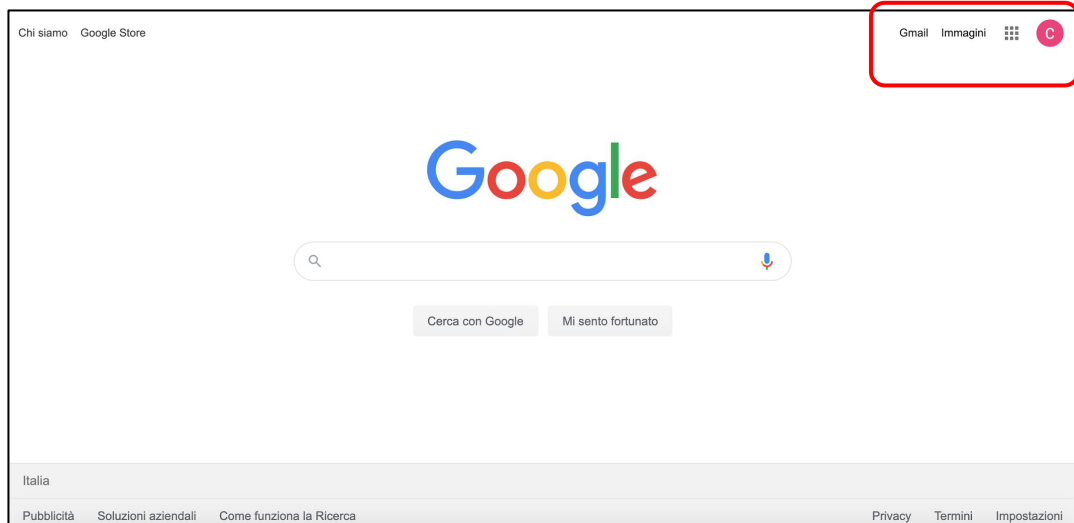 Chi siamo Google Store Gmail Immagini C
Google
Cerca con Google Mi sento fortunato
Italia
Pubblicità Soluzioni aziendali Come funziona la Ricerca Privacy Termini Impostazioni